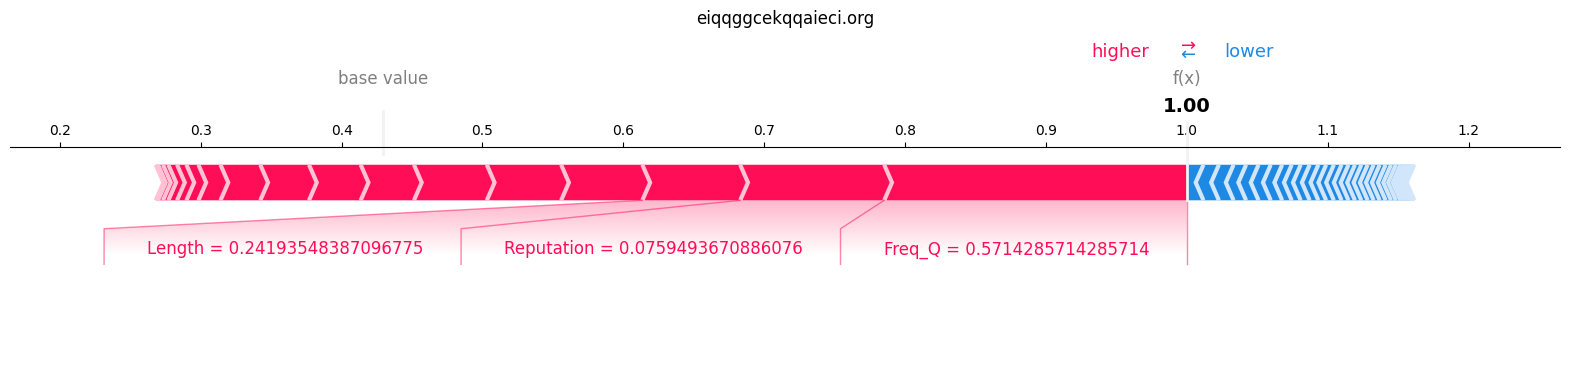 eiqqggcekqqaieci.org
higher → ← lower
base value f(x)
1.00
0.2 0.3 0.4 0.5 0.6 0.7 0.8 0.9 1.0 1.1 1.2
Length = 0.24193548387096775 Reputation = 0.0759493670886076 Freq_Q = 0.5714285714285714